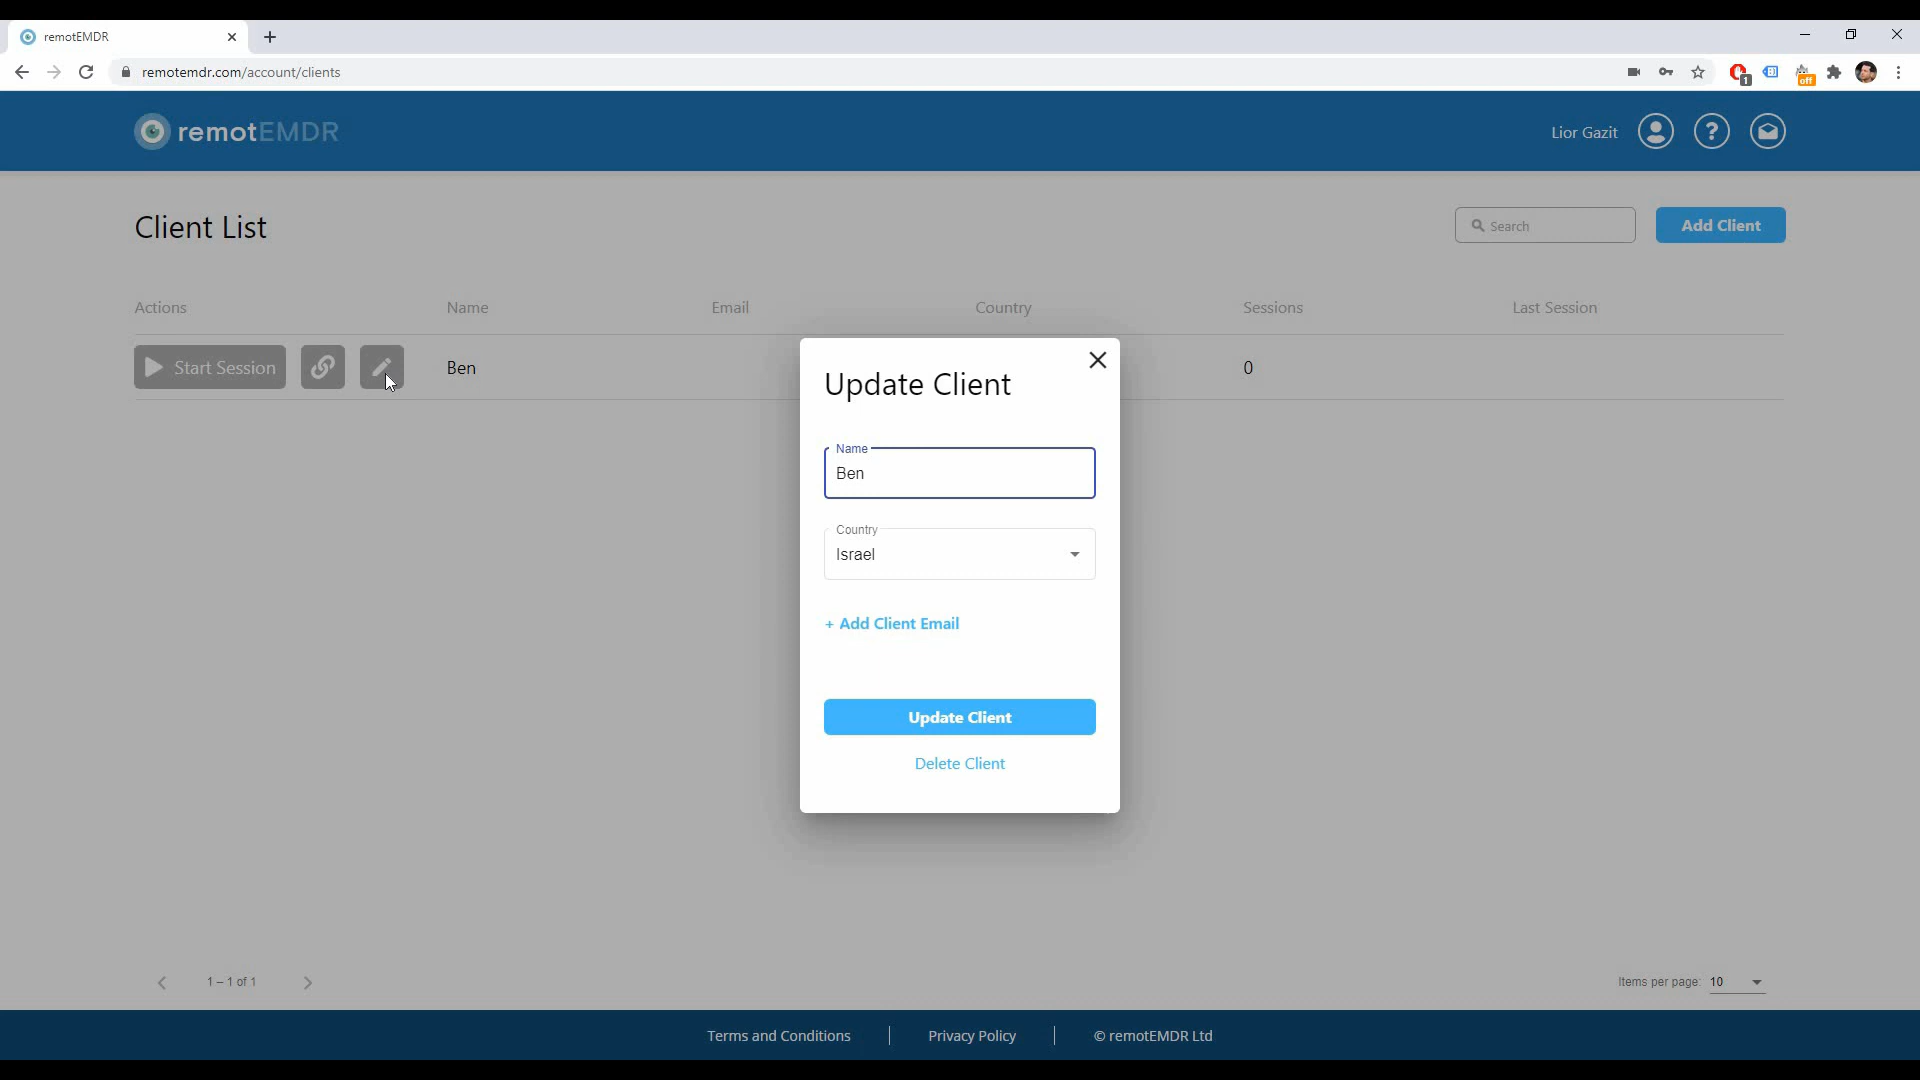 remotEMDR
remotemdr.com/account/clients
1
off
remotEMDR
Lior Gazit
?
Client List
Search
Add Client
Actions
Name
Email
Country
Sessions
Last Session
Start Session
Ben
0
Update Client
Name
Ben
Country
Israel
+ Add Client Email
Update Client
Delete Client
1 – 1 of 1
Items per page: 10
Terms and Conditions
Privacy Policy
© remotEMDR Ltd